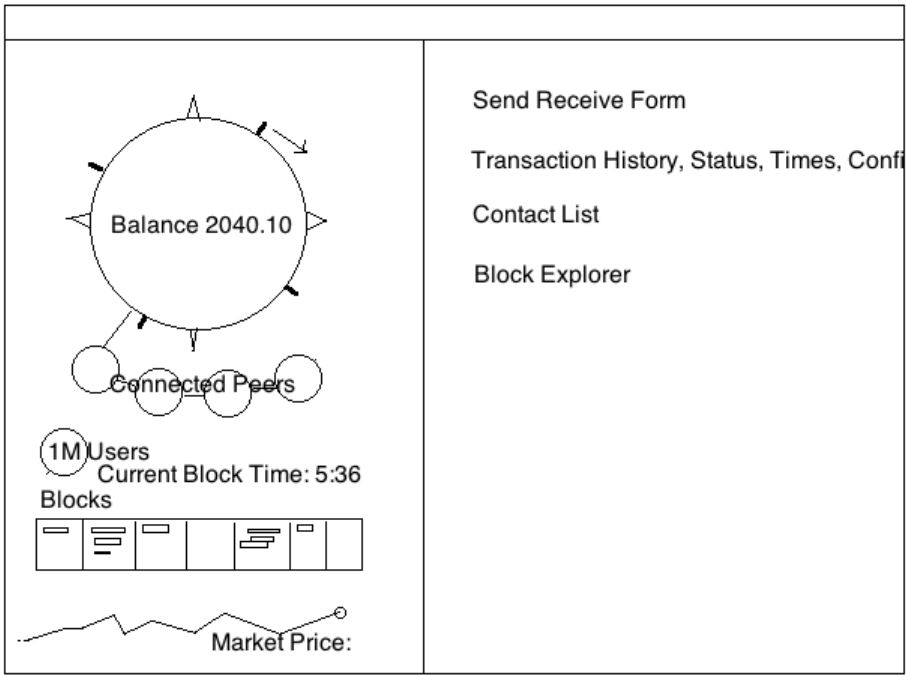 Balance 2040.10
Connected Peers
1M Users
Current Block Time: 5:36
Blocks
Market Price:
Send Receive Form
Transaction History, Status, Times, Confi
Contact List
Block Explorer